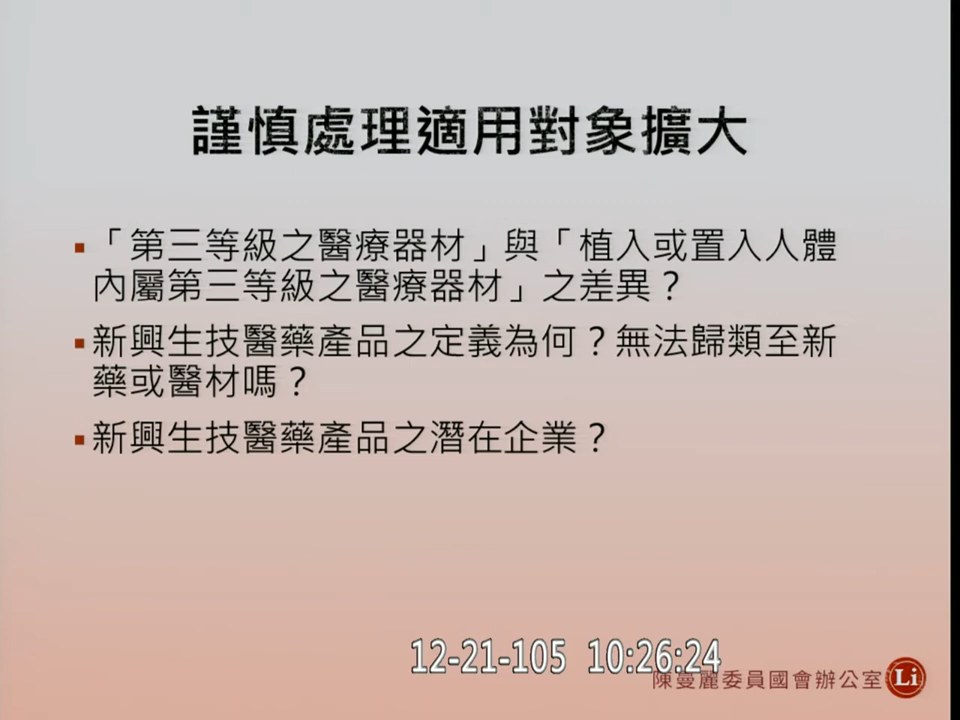 謹慎處理適用對象擴大
▪「第三等級之醫療器材」與「植入或置入人體
內屬第三等級之醫療器材」之差異？
▪新興生技醫藥產品之定義為何？無法歸類至新
藥或醫材嗎？
▪新興生技醫藥產品之潛在企業？
12-21-105 10:26:24
陳曼麗委員國會辦公室 Li